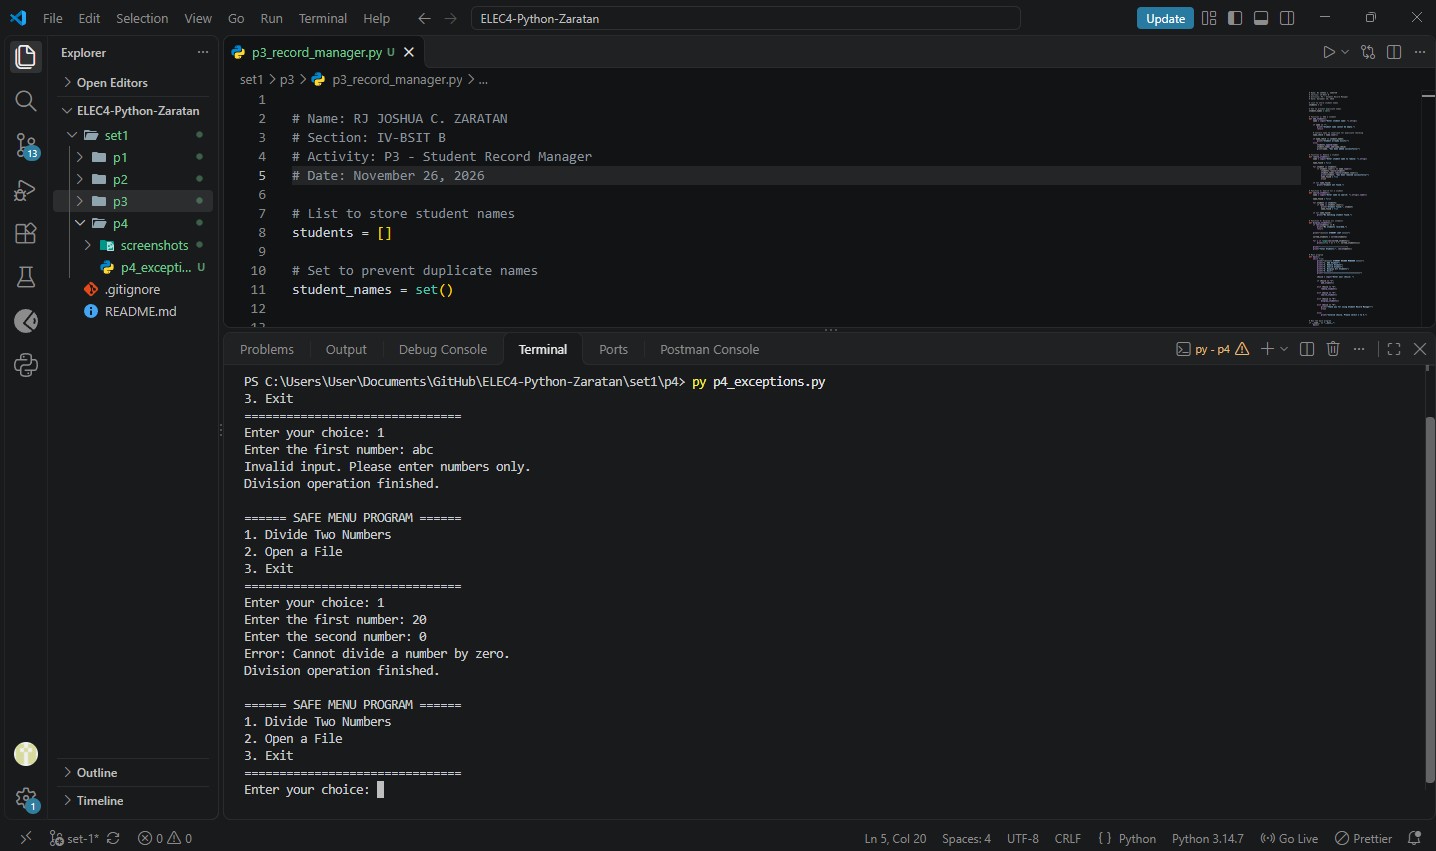 File Edit Selection View Go Run Terminal Help
ELEC4-Python-Zaratan
Update
Explorer
Open Editors
ELEC4-Python-Zaratan
set1
p1
p2
p3
p4
screenshots
p4_excepti... U
.gitignore
README.md
Outline
Timeline
13
1
p3_record_manager.py U
set1 > p3 > p3_record_manager.py > ...
1
2 # Name: RJ JOSHUA C. ZARATAN
3 # Section: IV-BSIT B
4 # Activity: P3 - Student Record Manager
5 # Date: November 26, 2026
6
7 # List to store student names
8 students = []
9
10 # Set to prevent duplicate names
11 student_names = set()
12
Problems Output Debug Console Terminal Ports Postman Console
py - p4
PS C:\Users\User\Documents\GitHub\ELEC4-Python-Zaratan\set1\p4> py p4_exceptions.py
3. Exit
===============================
Enter your choice: 1
Enter the first number: abc
Invalid input. Please enter numbers only.
Division operation finished.
====== SAFE MENU PROGRAM ======
1. Divide Two Numbers
2. Open a File
3. Exit
===============================
Enter your choice: 1
Enter the first number: 20
Enter the second number: 0
Error: Cannot divide a number by zero.
Division operation finished.
====== SAFE MENU PROGRAM ======
1. Divide Two Numbers
2. Open a File
3. Exit
===============================
Enter your choice:
set-1* 0 0 Ln 5, Col 20 Spaces: 4 UTF-8 CRLF { } Python Python 3.14.7 Go Live Prettier